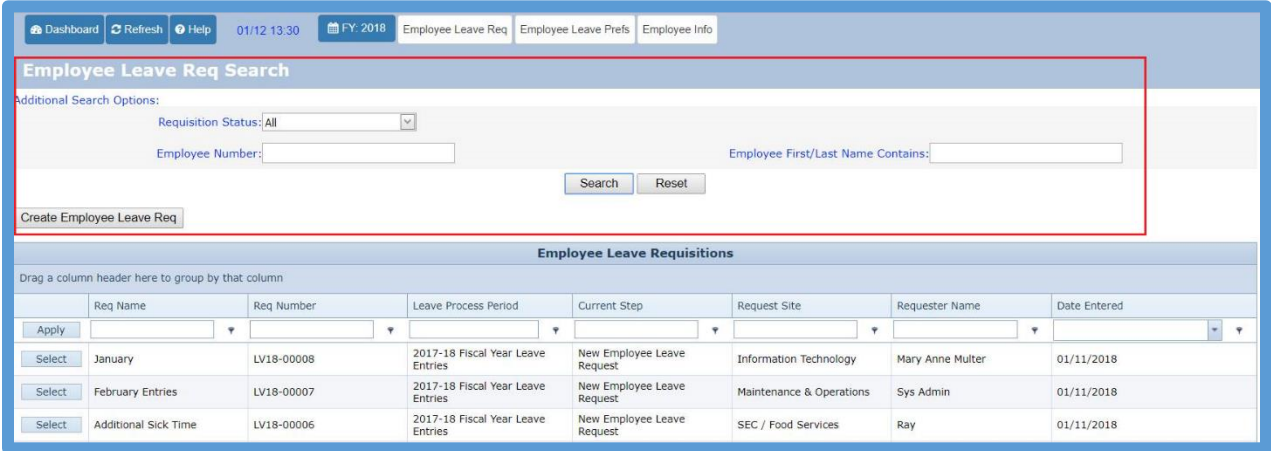 Dashboard Refresh Help 01/12 13:30 FY: 2018 Employee Leave Req Employee Leave Prefs Employee Info
Employee Leave Req Search
Additional Search Options:
Requisition Status: All
Employee Number: Employee First/Last Name Contains:
Search Reset
Create Employee Leave Req
Employee Leave Requisitions
Drag a column header here to group by that column
Req Name Req Number Leave Process Period Current Step Request Site Requester Name Date Entered
Apply
Select January LV18-00008 2017-18 Fiscal Year Leave Entries New Employee Leave Request Information Technology Mary Anne Multer 01/11/2018
Select February Entries LV18-00007 2017-18 Fiscal Year Leave Entries New Employee Leave Request Maintenance & Operations Sys Admin 01/11/2018
Select Additional Sick Time LV18-00006 2017-18 Fiscal Year Leave Entries New Employee Leave Request SEC / Food Services Ray 01/11/2018